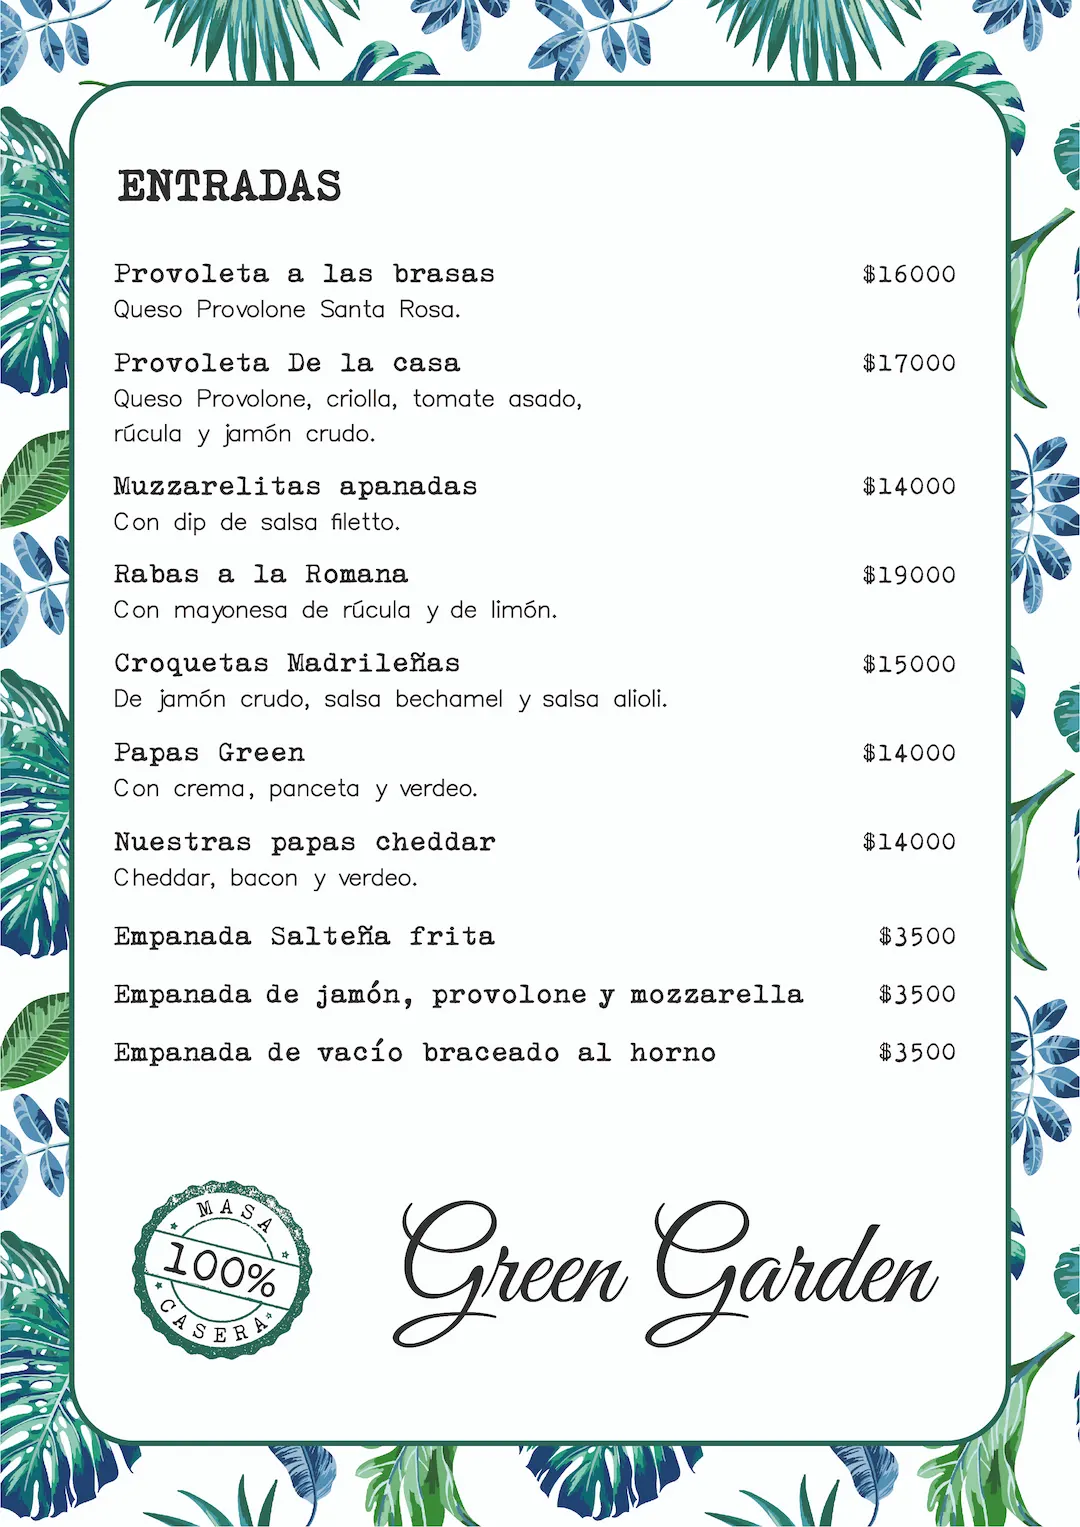 ENTRADAS
Provoleta a las brasas $16000
Queso Provolone Santa Rosa.
Provoleta De la casa $17000
Queso Provolone, criolla, tomate asado,
rúcula y jamón crudo.
Muzzarelitas apanadas $14000
Con dip de salsa filetto.
Rabas a la Romana $19000
Con mayonesa de rúcula y de limón.
Croquetas Madrileñas $15000
De jamón crudo, salsa bechamel y salsa alioli.
Papas Green $14000
Con crema, panceta y verdeo.
Nuestras papas cheddar $14000
Cheddar, bacon y verdeo.
Empanada Salteña frita $3500
Empanada de jamón, provolone y mozzarella $3500
Empanada de vacío braceado al horno $3500
MASA
100%
CASERA
Green Garden